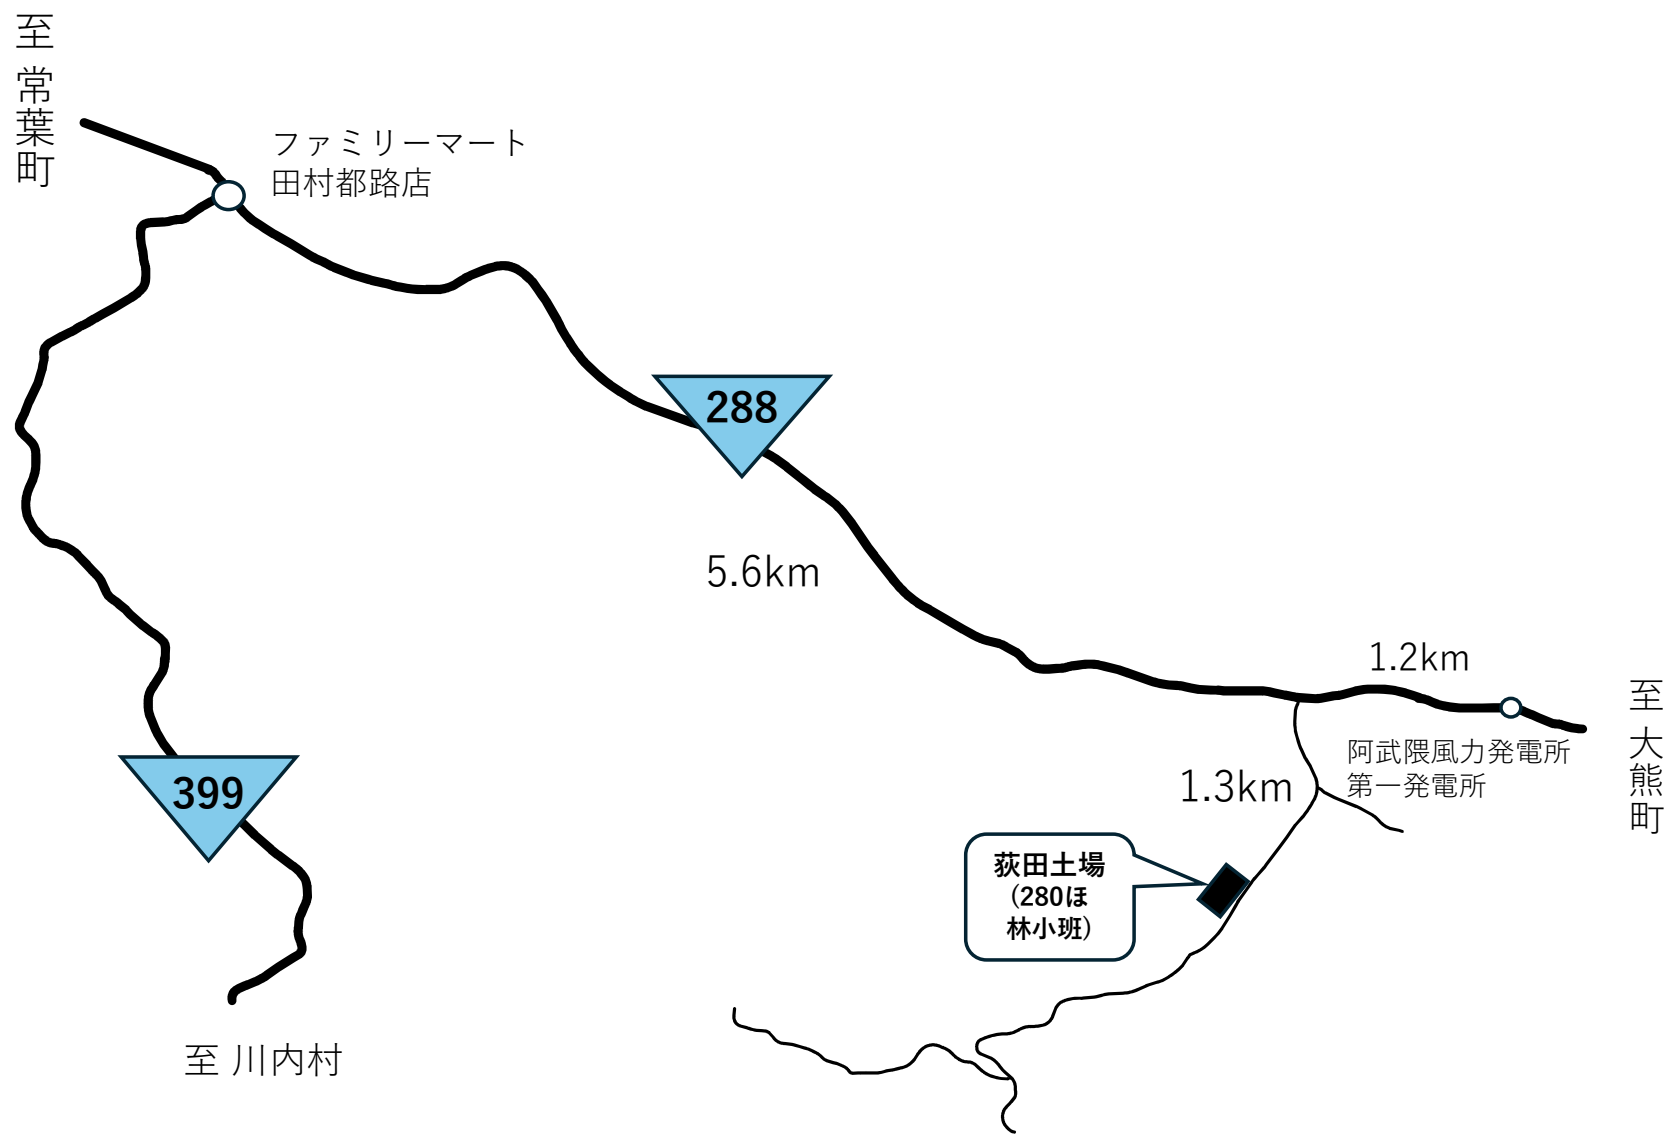 至 常葉町
ファミリーマート
田村都路店
288
5.6km
1.2km
至 大熊町
阿武隈風力発電所
第一発電所
1.3km
399
荻田土場
(280ほ
林小班)
至 川内村